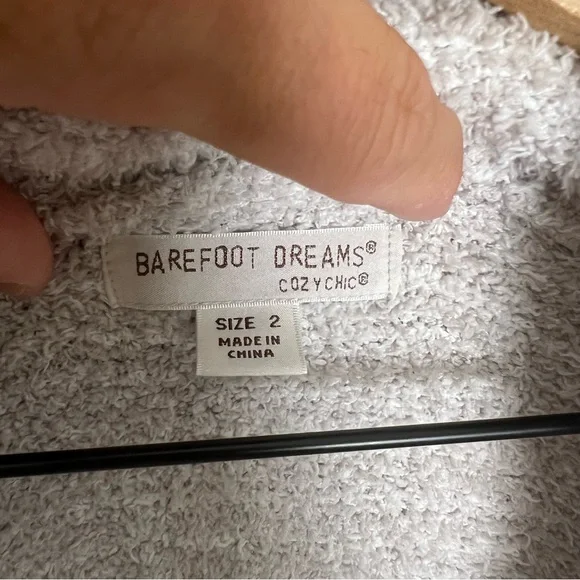 BAREFOOT DREAMS®
COZYCHIC®
SIZE 2
MADE IN
CHINA